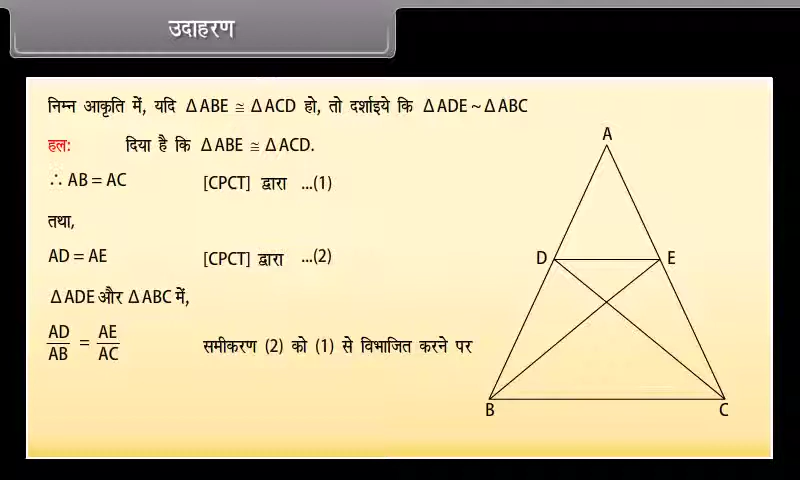 उदाहरण
निम्न आकृति में, यदि ΔABE ≅ ΔACD हो, तो दर्शाइये कि ΔADE ~ ΔABC
हल: दिया है कि ΔABE ≅ ΔACD.
∴ AB = AC [CPCT] द्वारा ...(1)
तथा,
AD = AE [CPCT] द्वारा ...(2)
ΔADE और ΔABC में,
AD/AB = AE/AC समीकरण (2) को (1) से विभाजित करने पर
A
D E
B C